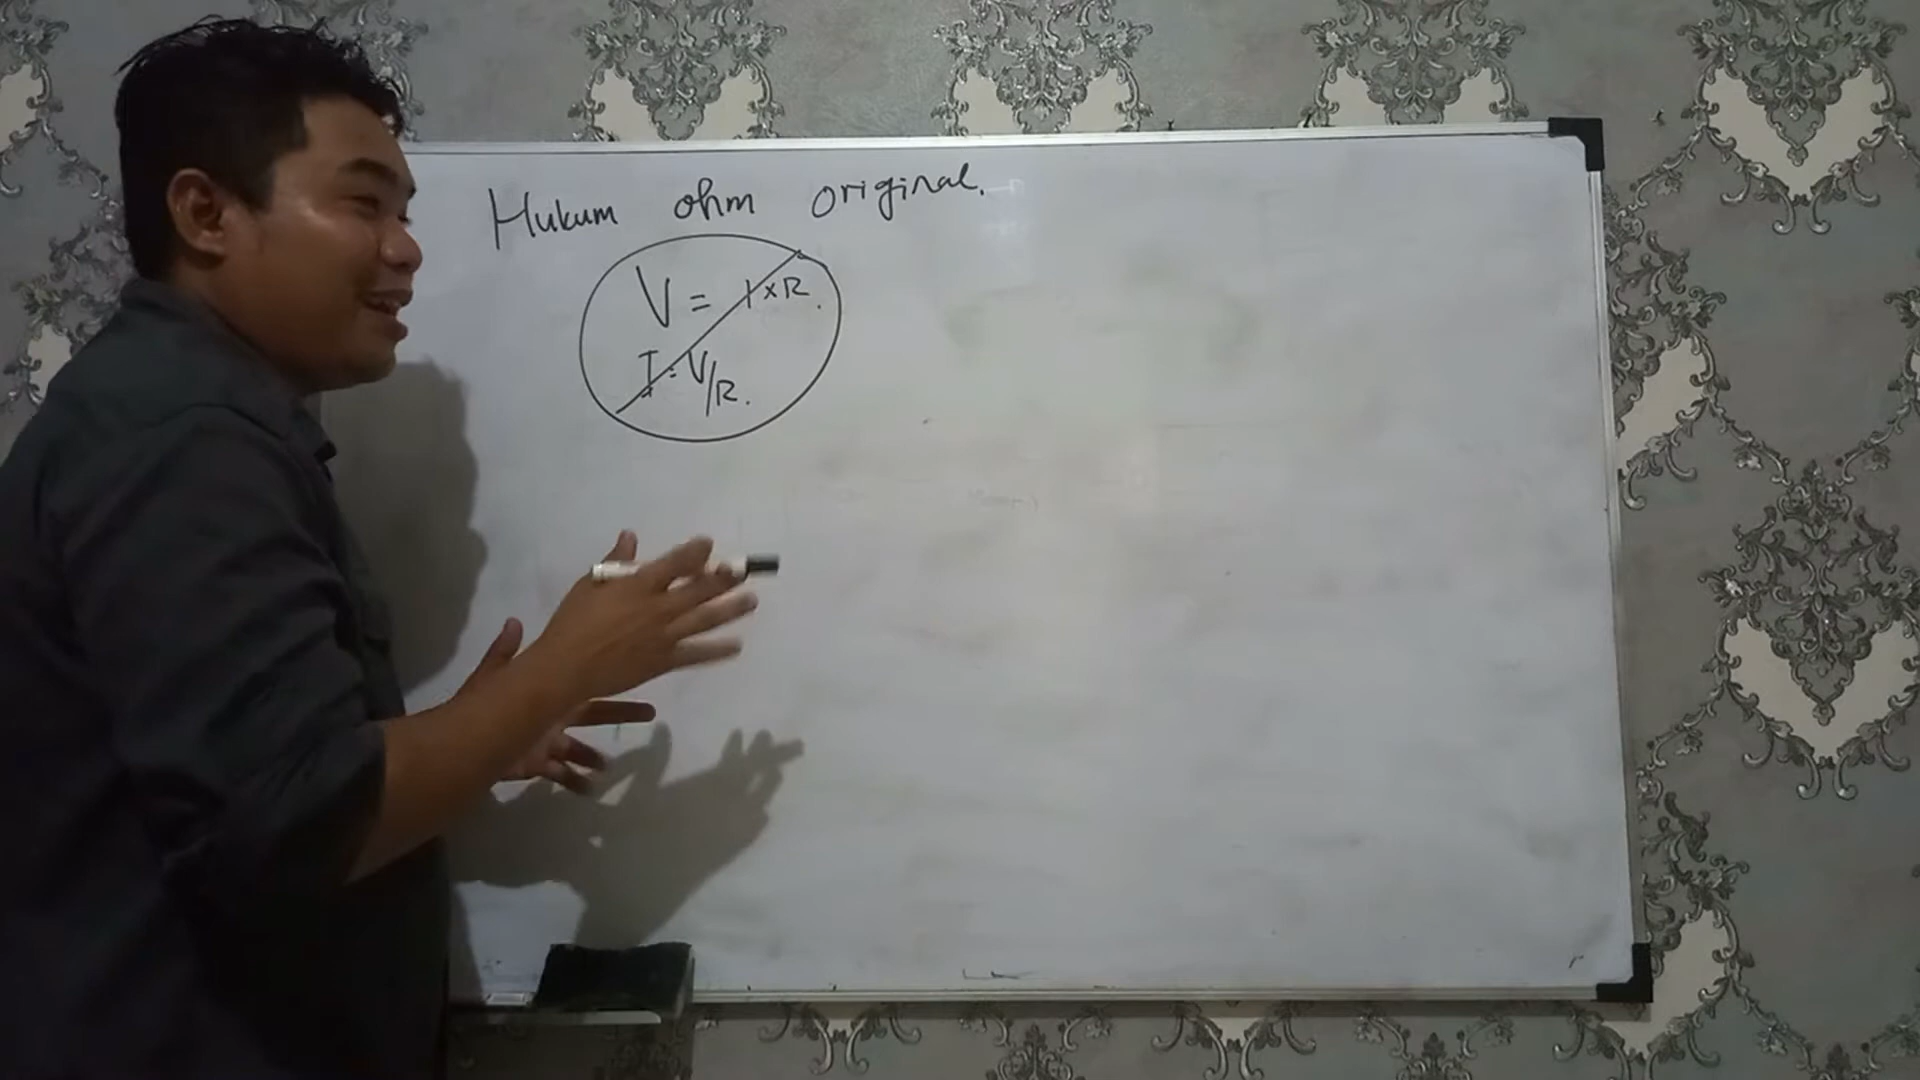 Hukum ohm original.
V = I x R.
I = V/R.